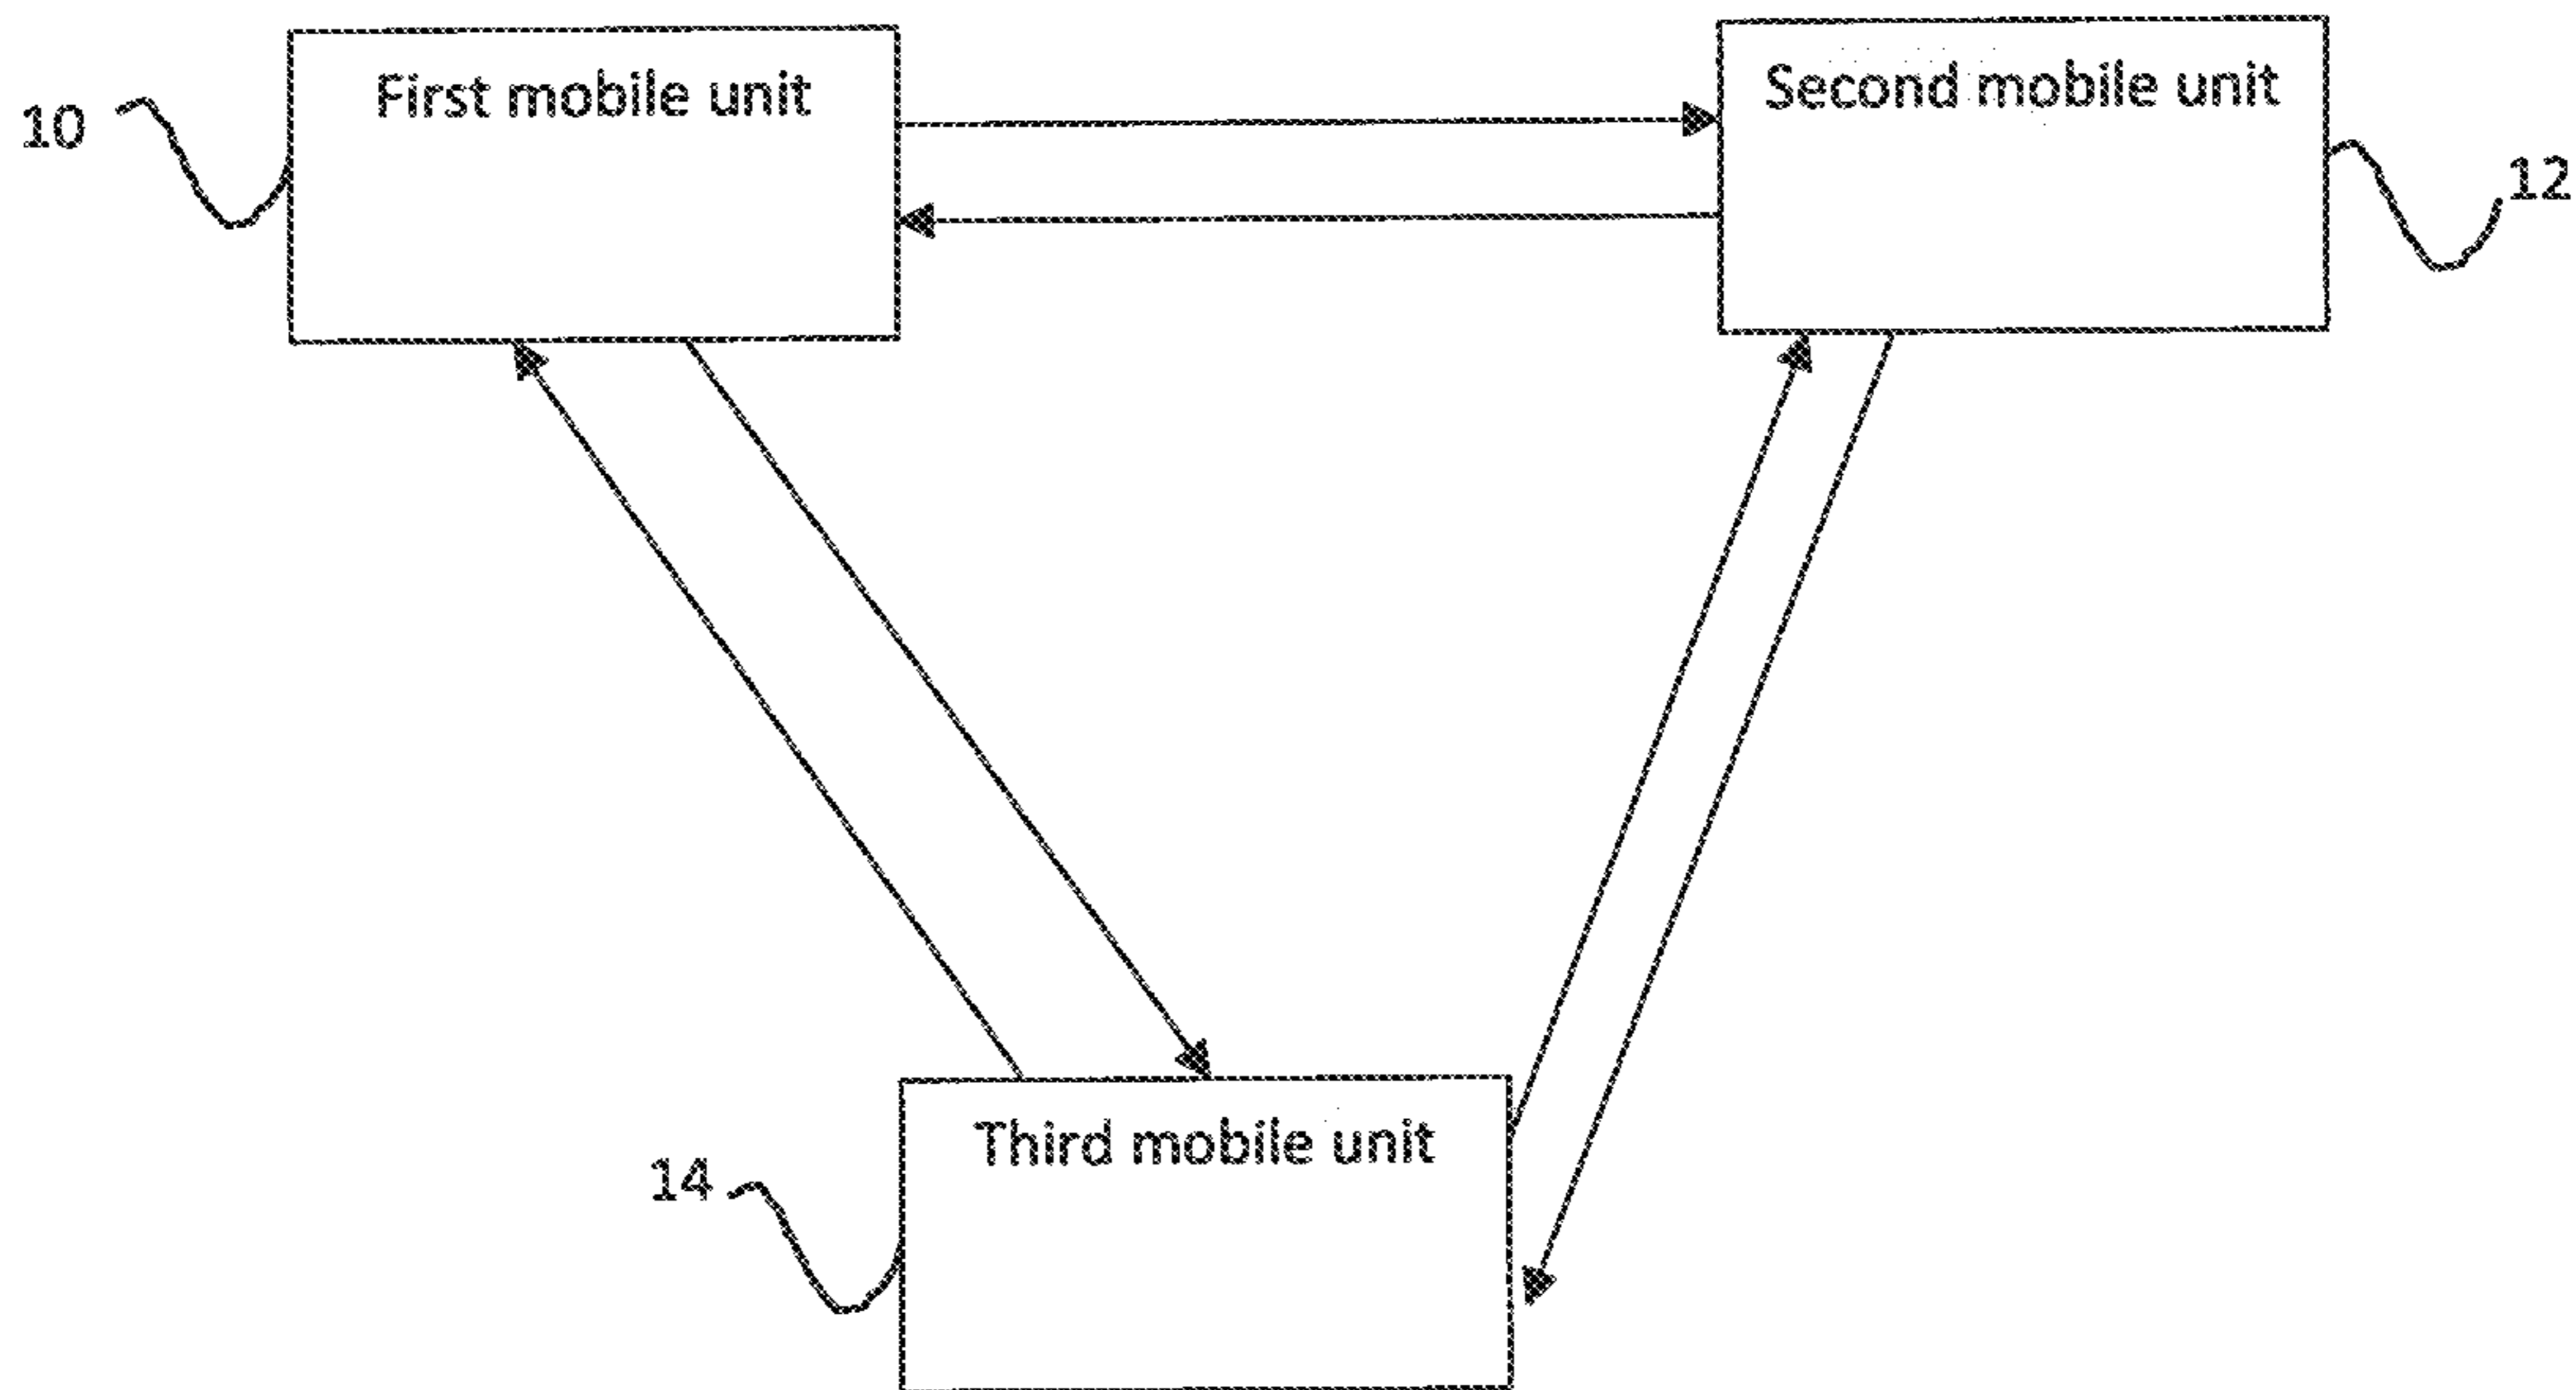 First mobile unit
Second mobile unit
10
12
Third mobile unit
14